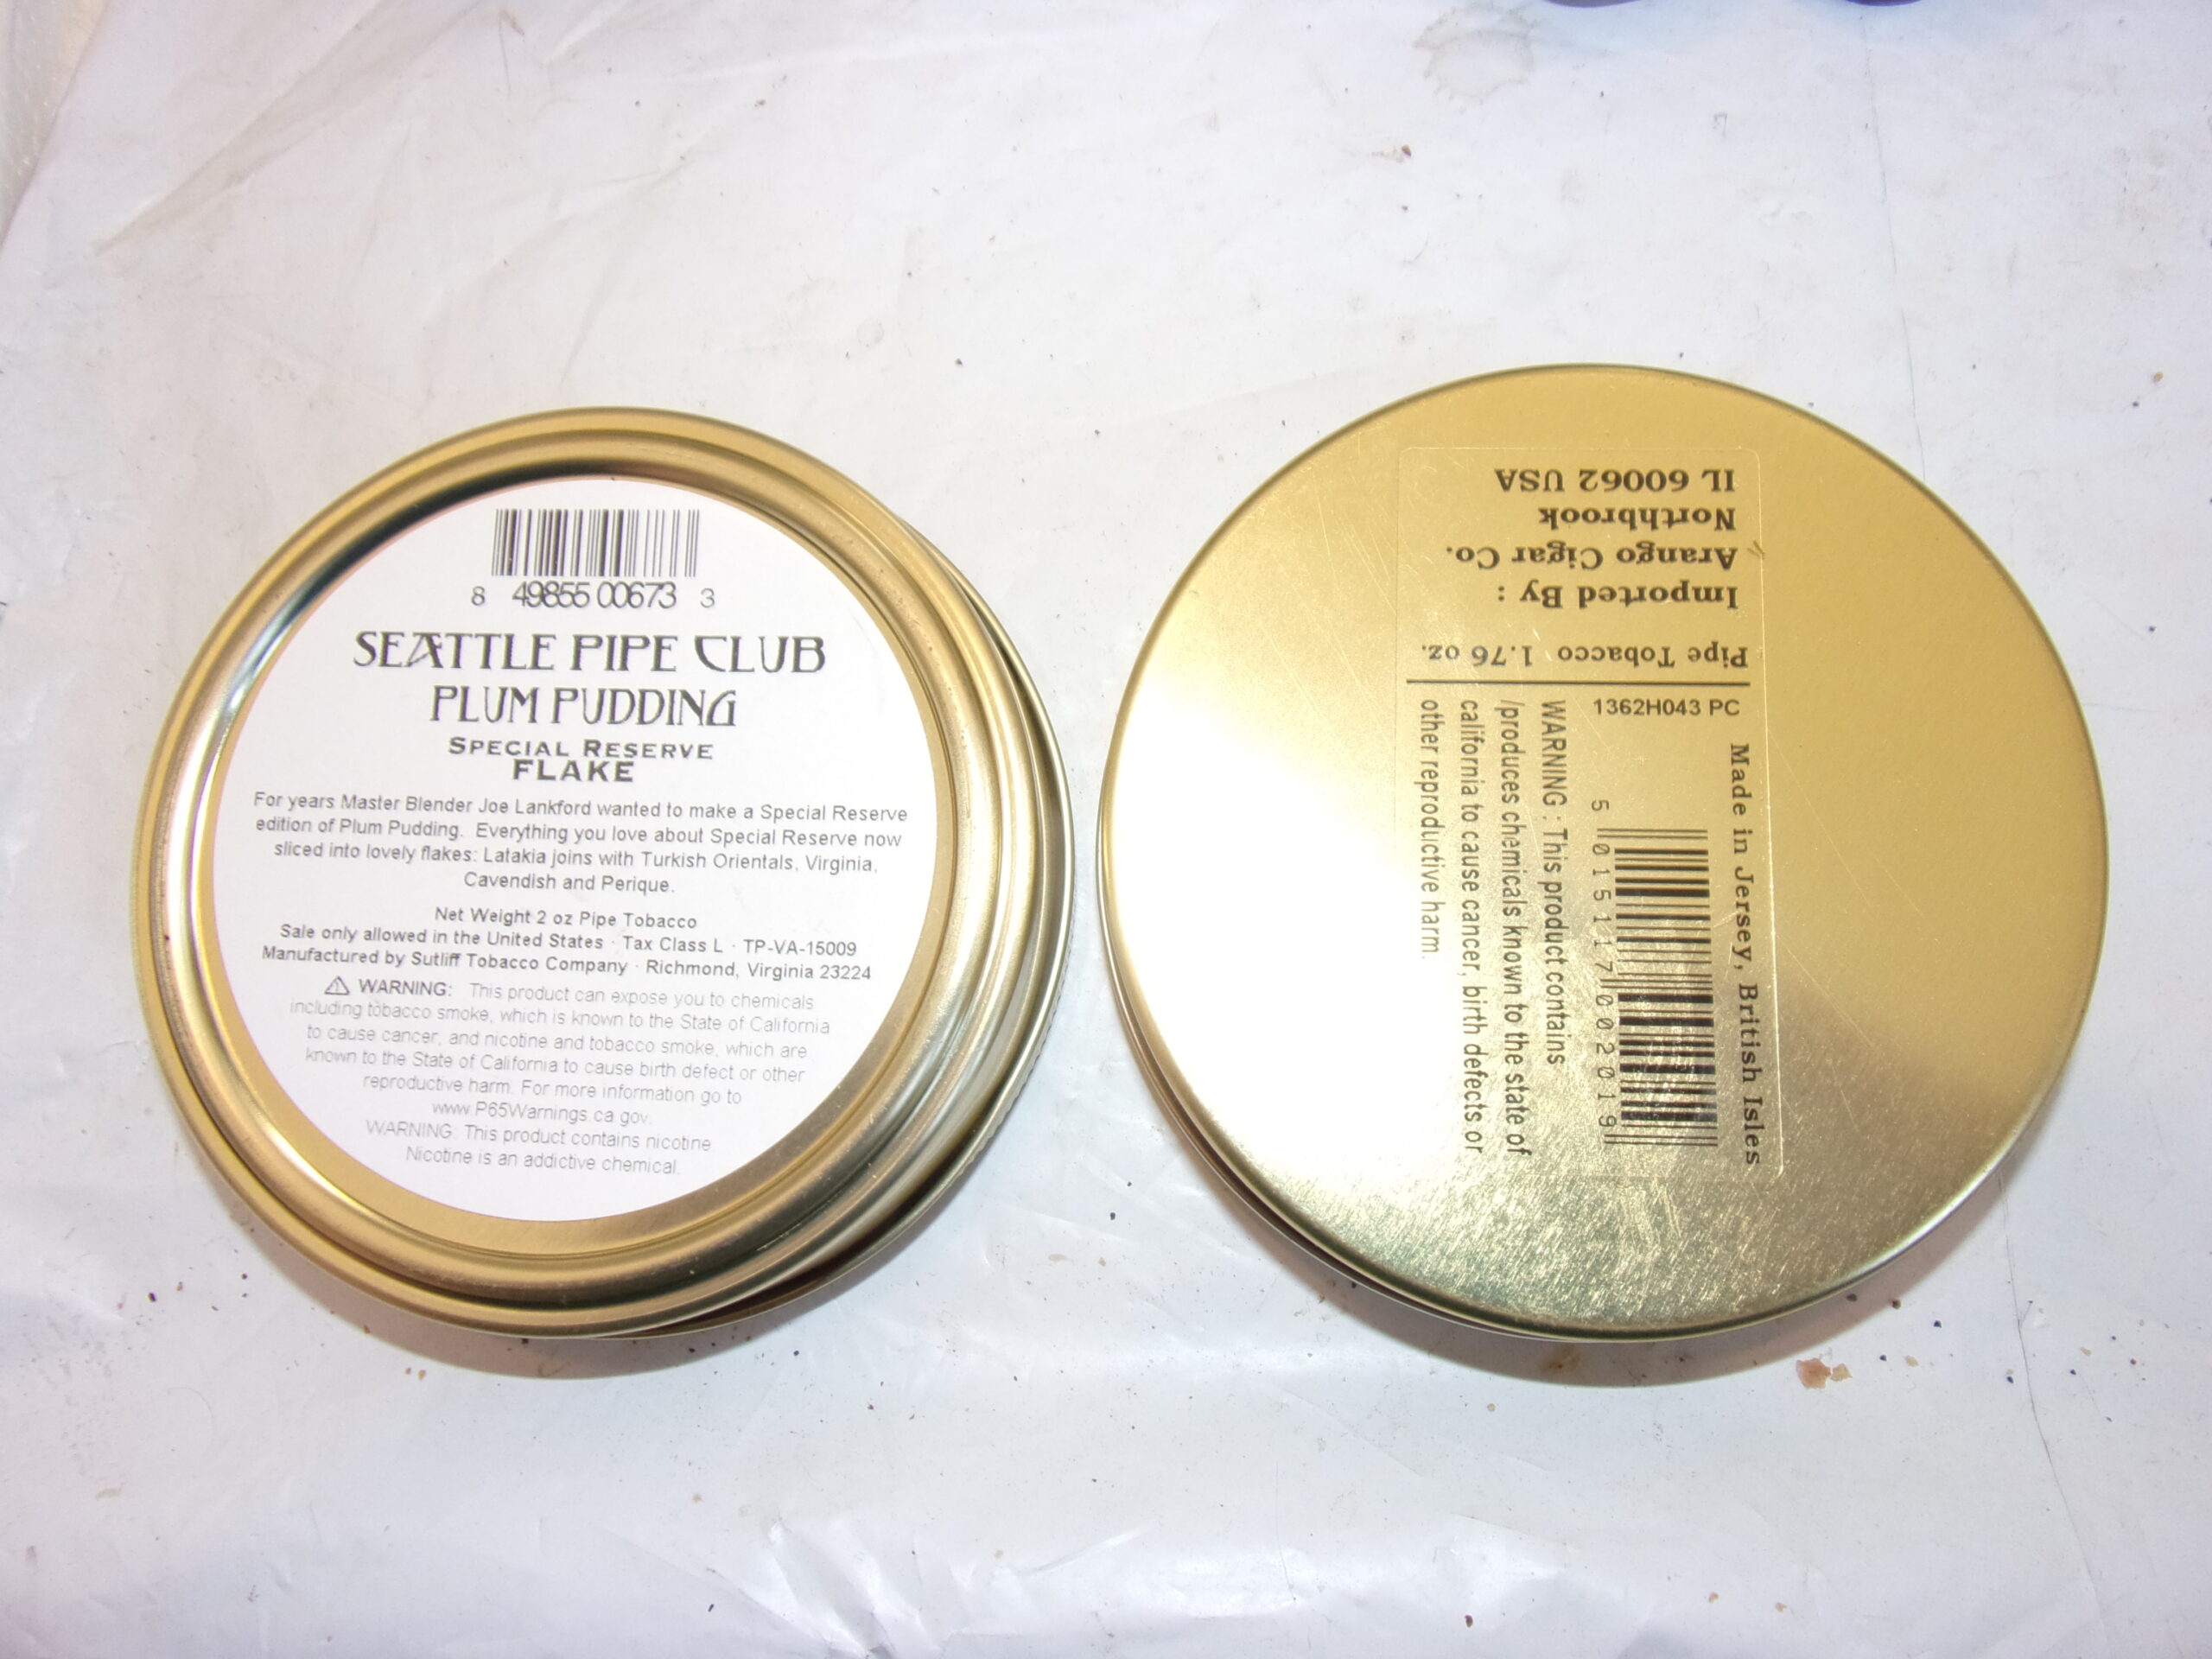 8 49855 00673 3
SEATTLE PIPE CLUB
PLUM PUDDING
SPECIAL RESERVE
FLAKE
For years Master Blender Joe Lankford wanted to make a Special Reserve
edition of Plum Pudding. Everything you love about Special Reserve now
sliced into lovely flakes: Latakia joins with Turkish Orientals, Virginia,
Cavendish and Perique.
Net Weight 2 oz Pipe Tobacco
Sale only allowed in the United States · Tax Class L · TP-VA-15009
Manufactured by Sutliff Tobacco Company · Richmond, Virginia 23224
⚠ WARNING: This product can expose you to chemicals
including tobacco smoke, which is known to the State of California
to cause cancer, and nicotine and tobacco smoke, which are
known to the State of California to cause birth defect or other
reproductive harm. For more information go to
www.P65Warnings.ca.gov.
WARNING: This product contains nicotine
Nicotine is an addictive chemical.
Pipe Tobacco 1.76 oz.
Imported By :
Arango Cigar Co.
Northbrook
IL 60062 USA
1362H043 PC
Made in Jersey, British Isles
5 015117 002019
WARNING : This product contains
/produces chemicals known to the state of
california to cause cancer, birth defects or
other reproductive harm.